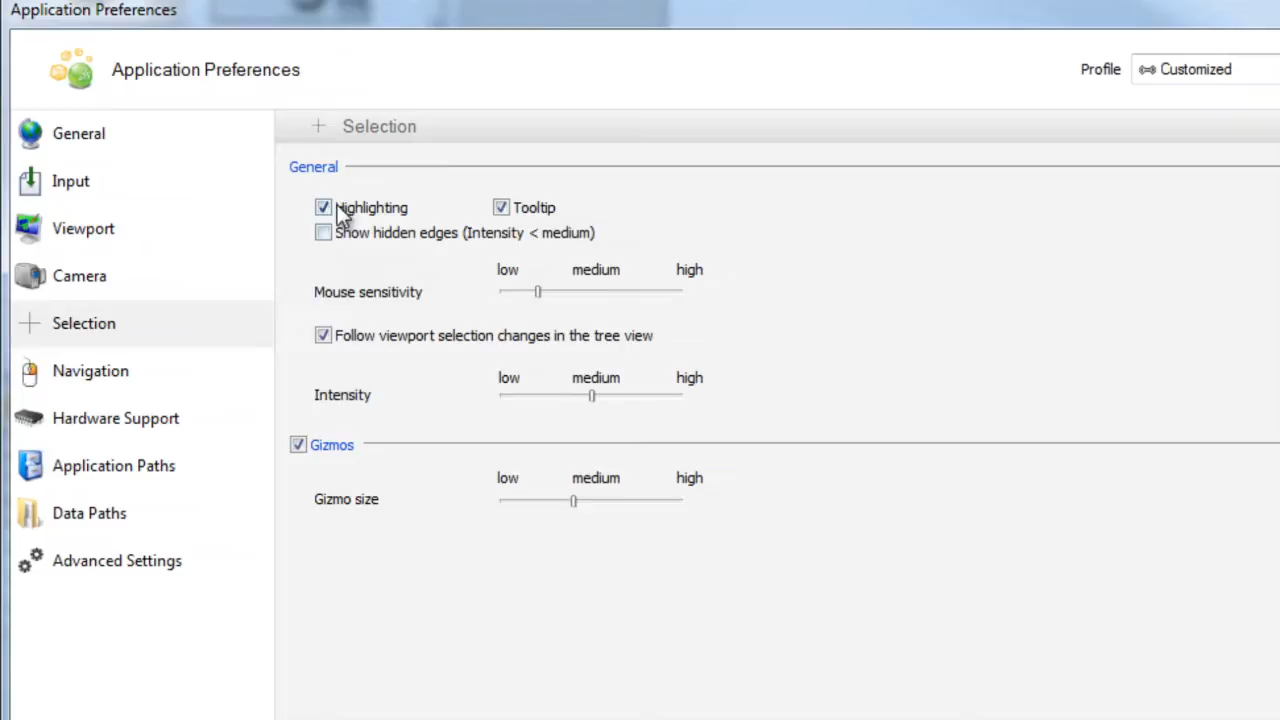 Application Preferences
Application Preferences
Profile Customized
General
Input
Viewport
Camera
Selection
Navigation
Hardware Support
Application Paths
Data Paths
Advanced Settings
Selection
General
Highlighting Tooltip
Show hidden edges (Intensity < medium)
low medium high
Mouse sensitivity
Follow viewport selection changes in the tree view
low medium high
Intensity
Gizmos
low medium high
Gizmo size